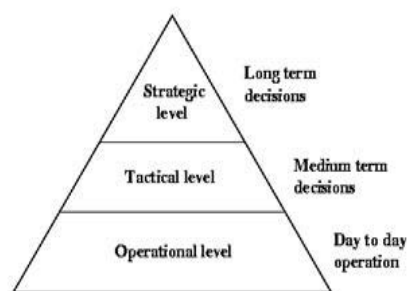 Strategic
level
Long term
decisions
Tactical level
Medium term
decisions
Operational level
Day to day
operation